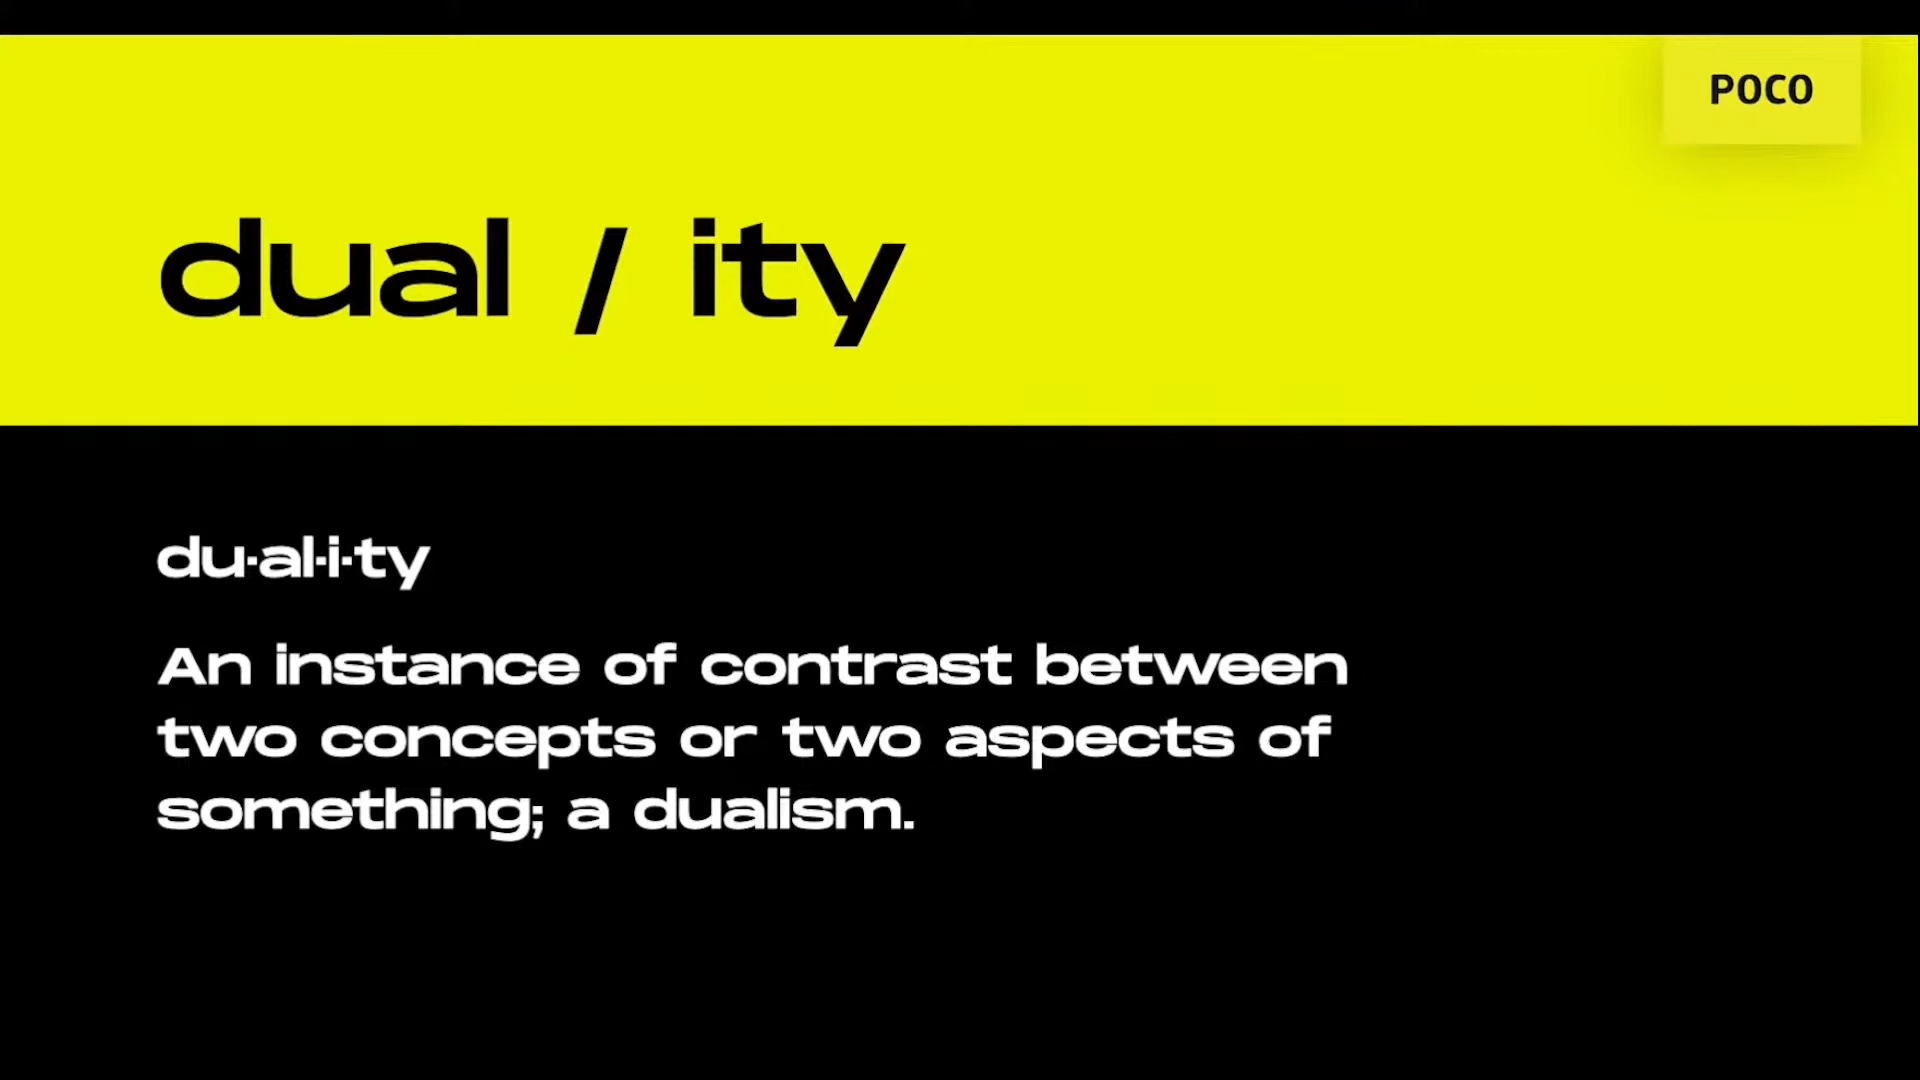 POCO
dual / ity
du·al·i·ty
An instance of contrast between
two concepts or two aspects of
something; a dualism.